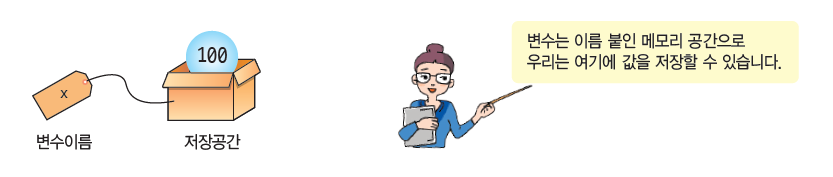 100
x
변수이름
저장공간
변수는 이름 붙인 메모리 공간으로
우리는 여기에 값을 저장할 수 있습니다.